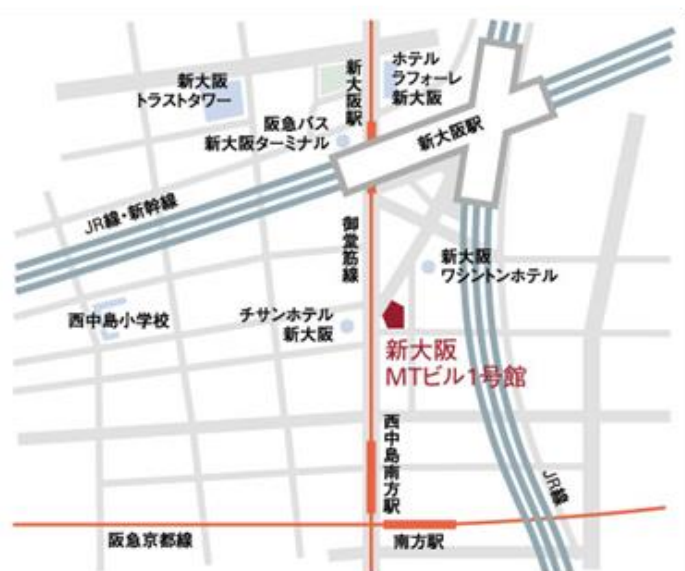 新大阪
トラストタワー
新大阪駅
ホテル
ラフォーレ
新大阪
阪急バス
新大阪ターミナル
新大阪駅
JR線・新幹線
御堂筋線
新大阪
ワシントンホテル
西中島小学校
チサンホテル
新大阪
新大阪
MTビル1号館
西中島南方駅
JR線
阪急京都線
南方駅